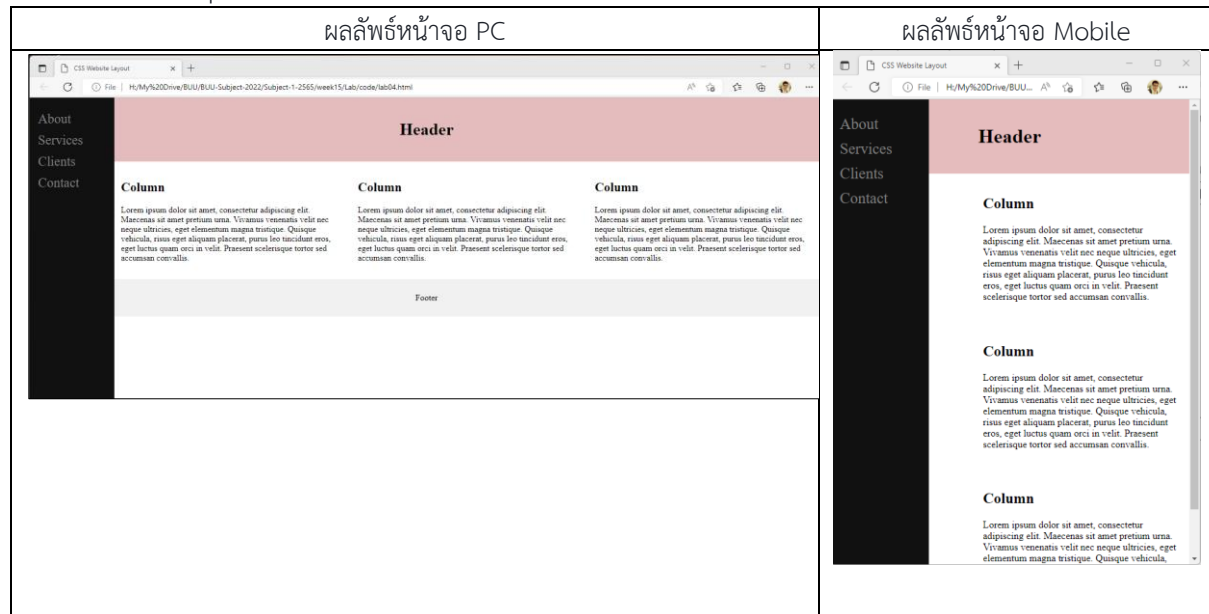 ผลลัพธ์หน้าจอ PC
ผลลัพธ์หน้าจอ Mobile
CSS Website Layout
File
H:/My%20Drive/BUU/BUU-Subject-2022/Subject-1-2565/week15/Lab/code/lab04.html
About
Services
Clients
Contact
Header
Column
Lorem ipsum dolor sit amet, consectetur adipiscing elit.
Maecenas sit amet pretium urna. Vivamus venenatis velit nec
neque ultricies, eget elementum magna tristique. Quisque
vehicula, risus eget aliquam placerat, purus leo tincidunt eros,
eget luctus quam orci in velit. Praesent scelerisque tortor sed
accumsan convallis.
Column
Lorem ipsum dolor sit amet, consectetur adipiscing elit.
Maecenas sit amet pretium urna. Vivamus venenatis velit nec
neque ultricies, eget elementum magna tristique. Quisque
vehicula, risus eget aliquam placerat, purus leo tincidunt eros,
eget luctus quam orci in velit. Praesent scelerisque tortor sed
accumsan convallis.
Column
Lorem ipsum dolor sit amet, consectetur adipiscing elit.
Maecenas sit amet pretium urna. Vivamus venenatis velit nec
neque ultricies, eget elementum magna tristique. Quisque
vehicula, risus eget aliquam placerat, purus leo tincidunt eros,
eget luctus quam orci in velit. Praesent scelerisque tortor sed
accumsan convallis.
Footer
CSS Website Layout
File
H:/My%20Drive/BUU...
About
Services
Clients
Contact
Header
Column
Lorem ipsum dolor sit amet, consectetur
adipiscing elit. Maecenas sit amet pretium urna.
Vivamus venenatis velit nec neque ultricies, eget
elementum magna tristique. Quisque vehicula,
risus eget aliquam placerat, purus leo tincidunt
eros, eget luctus quam orci in velit. Praesent
scelerisque tortor sed accumsan convallis.
Column
Lorem ipsum dolor sit amet, consectetur
adipiscing elit. Maecenas sit amet pretium urna.
Vivamus venenatis velit nec neque ultricies, eget
elementum magna tristique. Quisque vehicula,
risus eget aliquam placerat, purus leo tincidunt
eros, eget luctus quam orci in velit. Praesent
scelerisque tortor sed accumsan convallis.
Column
Lorem ipsum dolor sit amet, consectetur
adipiscing elit. Maecenas sit amet pretium urna.
Vivamus venenatis velit nec neque ultricies, eget
elementum magna tristique. Quisque vehicula,